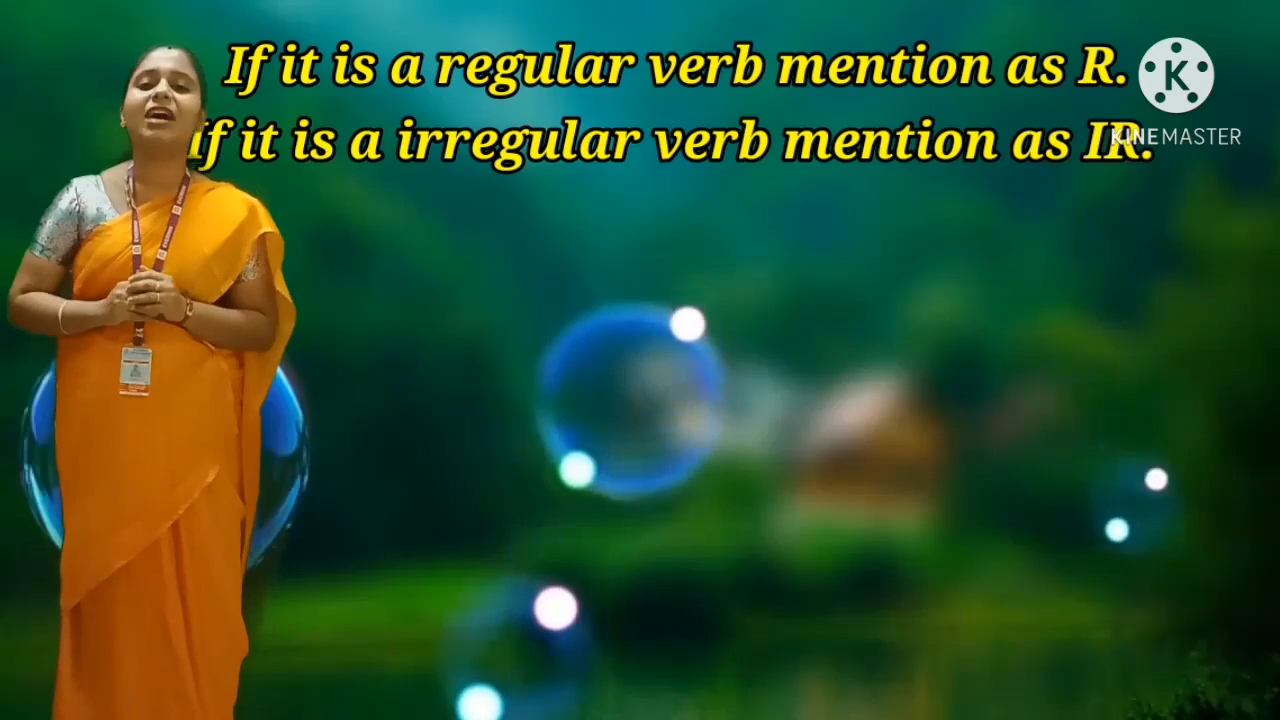 If it is a regular verb mention as R.
If it is a irregular verb mention as IR.
K
KINEMASTER